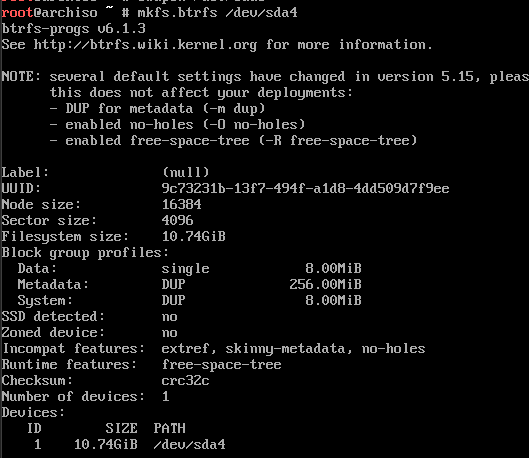 root@archiso ~ # mkfs.btrfs /dev/sda4
btrfs-progs v6.1.3
See http://btrfs.wiki.kernel.org for more information.
NOTE: several default settings have changed in version 5.15, pleas
this does not affect your deployments:
- DUP for metadata (-m dup)
- enabled no-holes (-O no-holes)
- enabled free-space-tree (-R free-space-tree)
Label: (null)
UUID: 9c73231b-13f7-494f-a1d8-4dd509d7f9ee
Node size: 16384
Sector size: 4096
Filesystem size: 10.74GiB
Block group profiles:
Data: single 8.00MiB
Metadata: DUP 256.00MiB
System: DUP 8.00MiB
SSD detected: no
Zoned device: no
Incompat features: extref, skinny-metadata, no-holes
Runtime features: free-space-tree
Checksum: crc32c
Number of devices: 1
Devices:
ID SIZE PATH
1 10.74GiB /dev/sda4